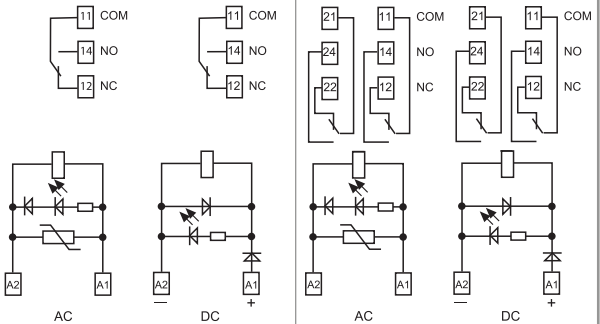 11 COM 11 COM 21 11 COM 21 11 COM
14 NO 14 NO 24 14 NO 24 14 NO
12 NC 12 NC 22 12 NC 22 12 NC
A2 A1 A2 A1 A2 A1 A2 A1
— + — +
AC DC AC DC